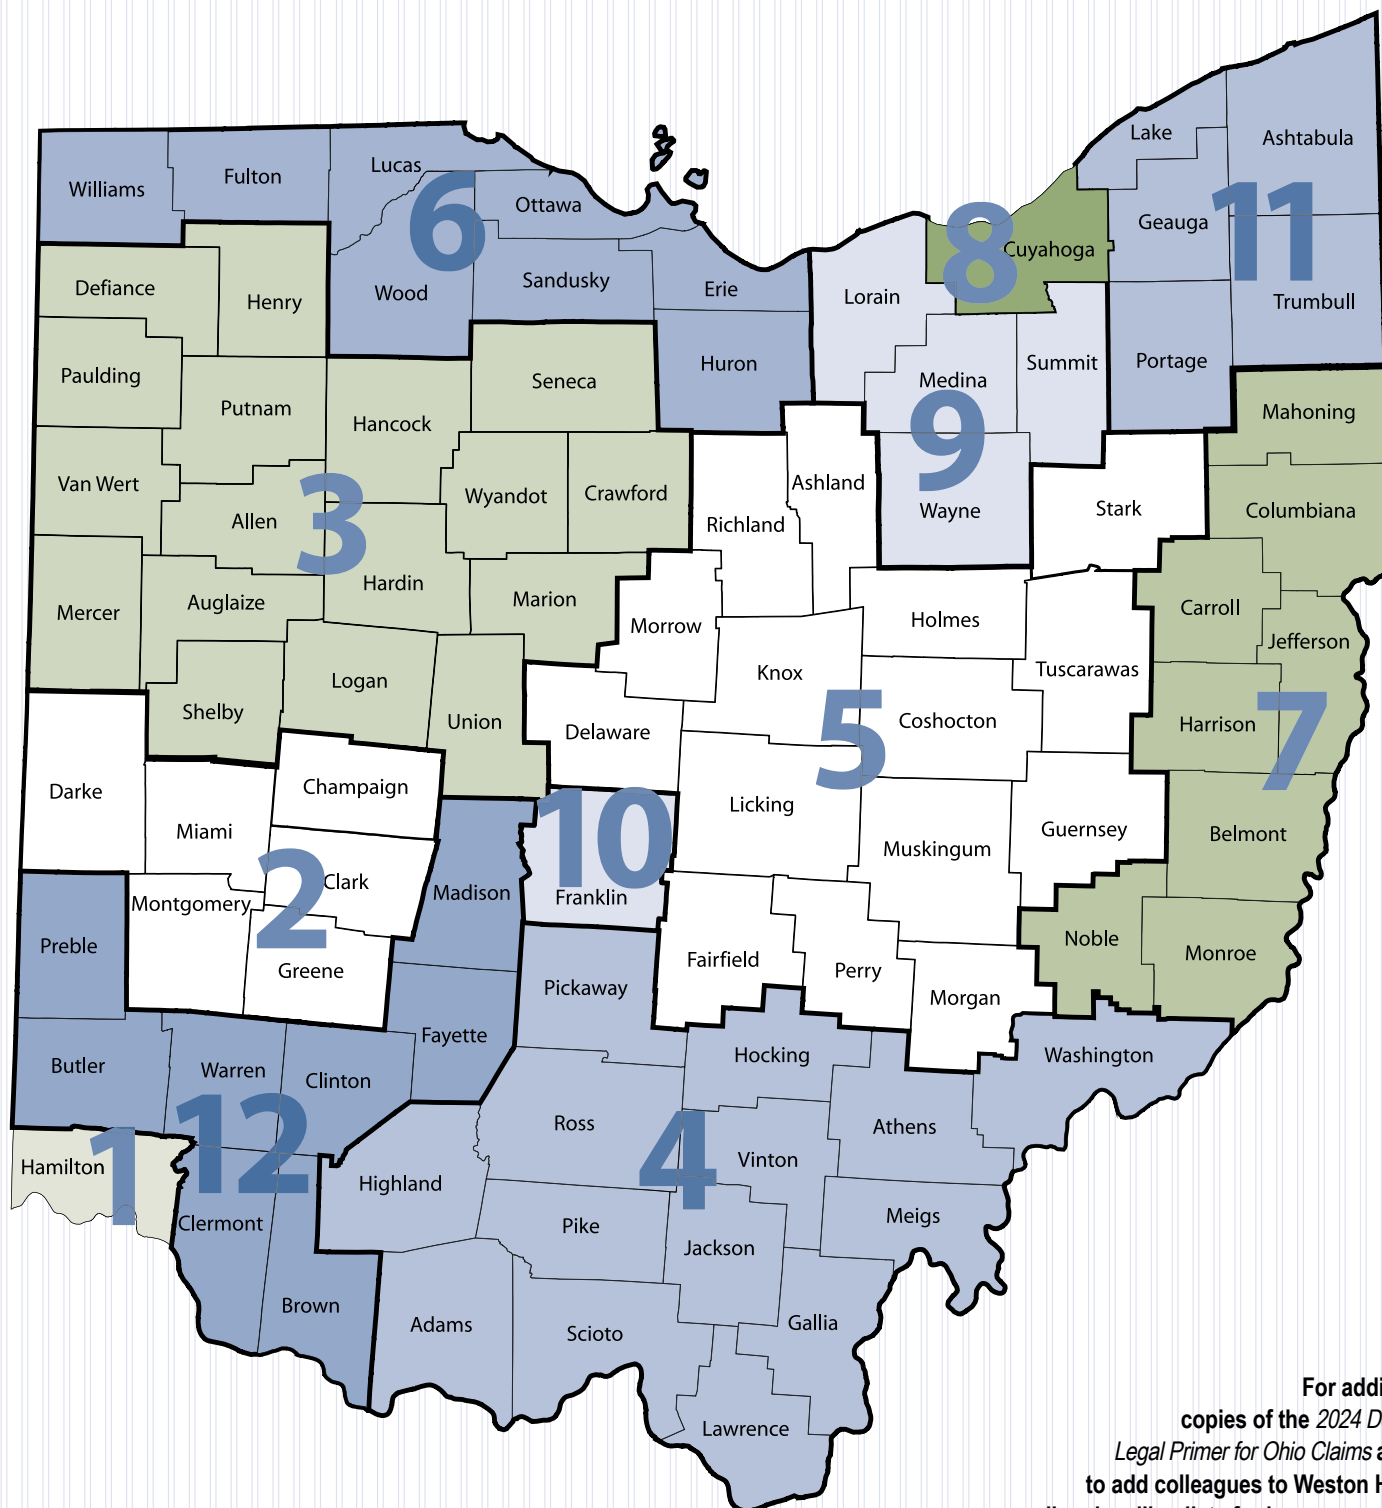 Lake
Ashtabula
Lucas
Fulton
Williams
6
Ottawa
Geauga
11
8
Cuyahoga
Sandusky
Erie
Wood
Defiance
Henry
Lorain
Trumbull
Huron
Summit
Portage
Paulding
Seneca
Medina
Putnam
Hancock
Mahoning
9
Van Wert
Wyandot
Crawford
Ashland
Richland
Wayne
Stark
Columbiana
Allen
3
Hardin
Mercer
Auglaize
Marion
Morrow
Holmes
Carroll
Jefferson
Knox
Tuscarawas
Logan
Shelby
Union
Delaware
5
Coshocton
Harrison
7
Darke
Champaign
Miami
Licking
Guernsey
Belmont
10
Muskingum
2
Clark
Montgomery
Madison
Franklin
Preble
Greene
Fairfield
Perry
Noble
Monroe
Pickaway
Morgan
Fayette
Hocking
Washington
Butler
Warren
Clinton
Ross
Athens
12
4
Vinton
1
Hamilton
Highland
Clermont
Pike
Meigs
Jackson
Brown
Adams
Scioto
Gallia
Lawrence
For addi
copies of the 2024 D
Legal Primer for Ohio Claims a
to add colleagues to Weston H